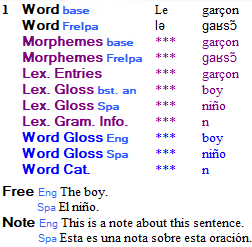 1 Word base Le garçon
Word Frelpa lə gaʁsɔ̃
Morphemes base *** garçon
Morphemes Frelpa *** gaʁsɔ̃
Lex. Entries *** garçon
Lex. Gloss bst. an *** boy
Lex. Gloss Spa *** niño
Lex. Gram. Info. *** n
Word Gloss Eng *** boy
Word Gloss Spa *** niño
Word Cat. *** n
Free Eng The boy.
Spa El niño.
Note Eng This is a note about this sentence.
Spa Esta es una nota sobre esta oración.